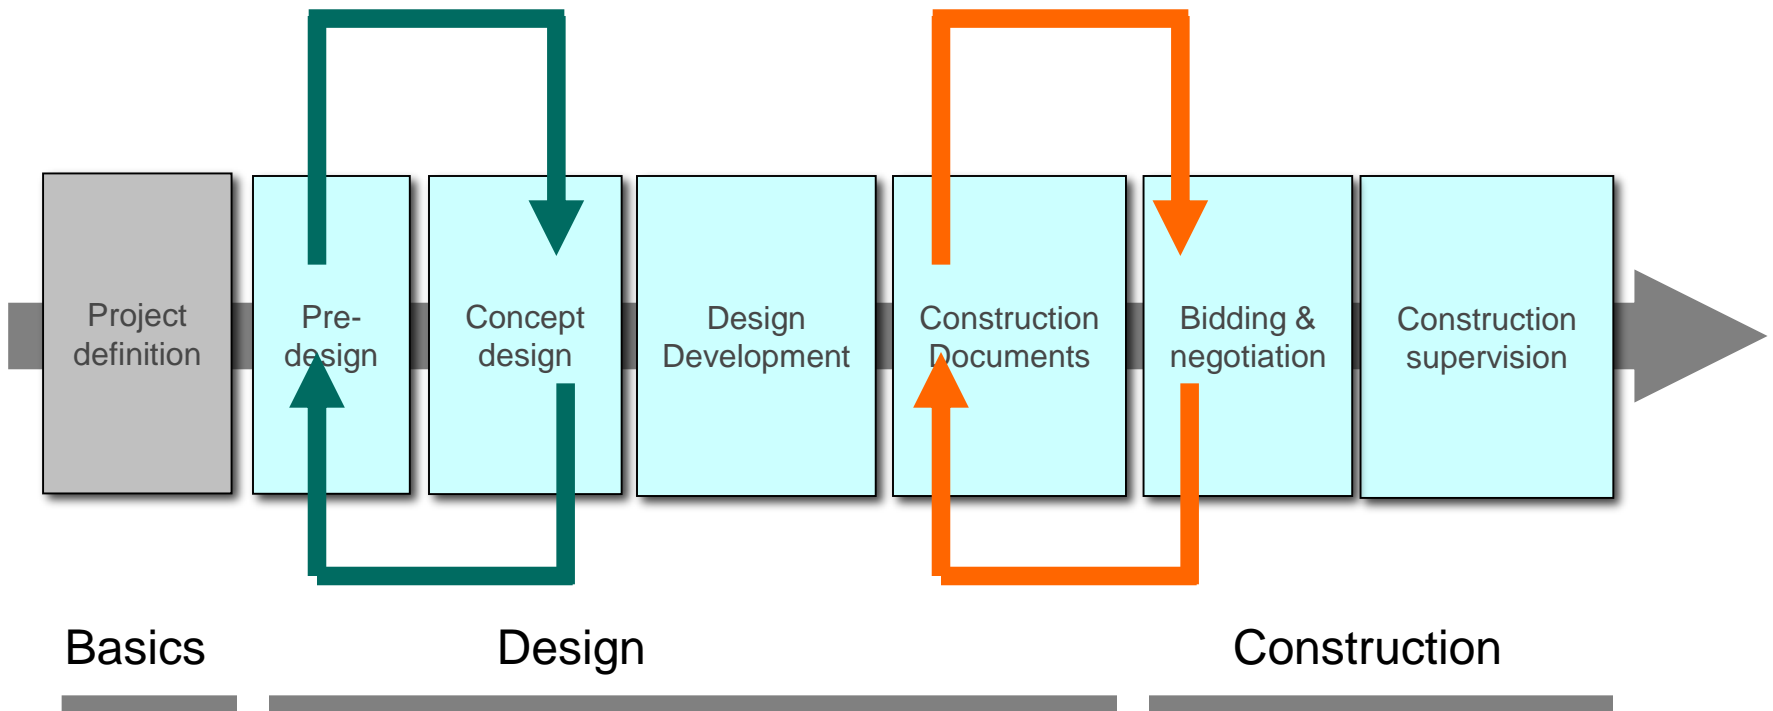 Project
definition
Pre-
design
Concept
design
Design
Development
Construction
Documents
Bidding &
negotiation
Construction
supervision
Basics
Design
Construction